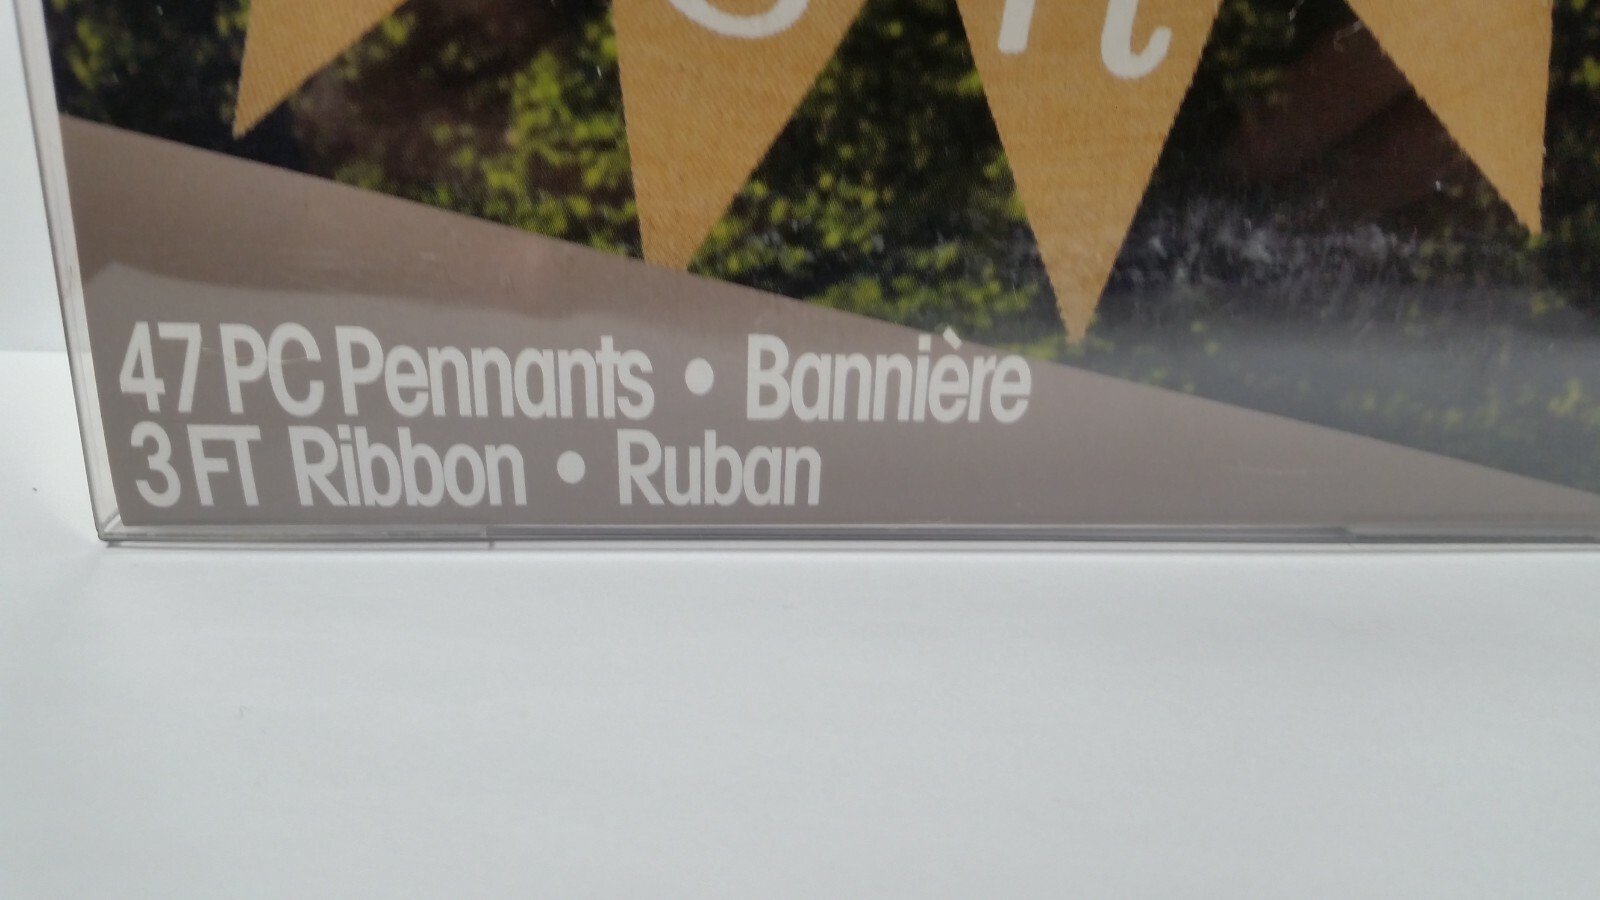 47 PC Pennants • Bannière
3 FT Ribbon • Ruban